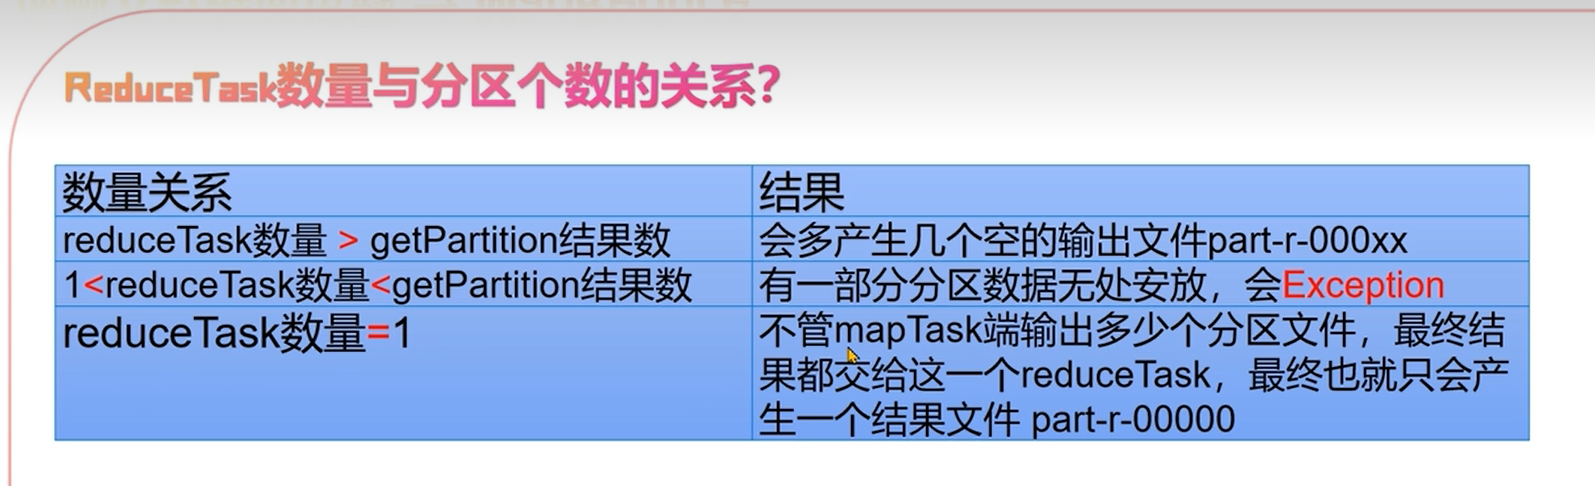 ReduceTask数量与分区个数的关系?
数量关系
结果
reduceTask数量 > getPartition结果数
会多产生几个空的输出文件part-r-000xx
1<reduceTask数量<getPartition结果数
有一部分分区数据无处安放，会Exception
reduceTask数量=1
不管mapTask端输出多少个分区文件，最终结
果都交给这一个reduceTask，最终也就只会产
生一个结果文件 part-r-00000